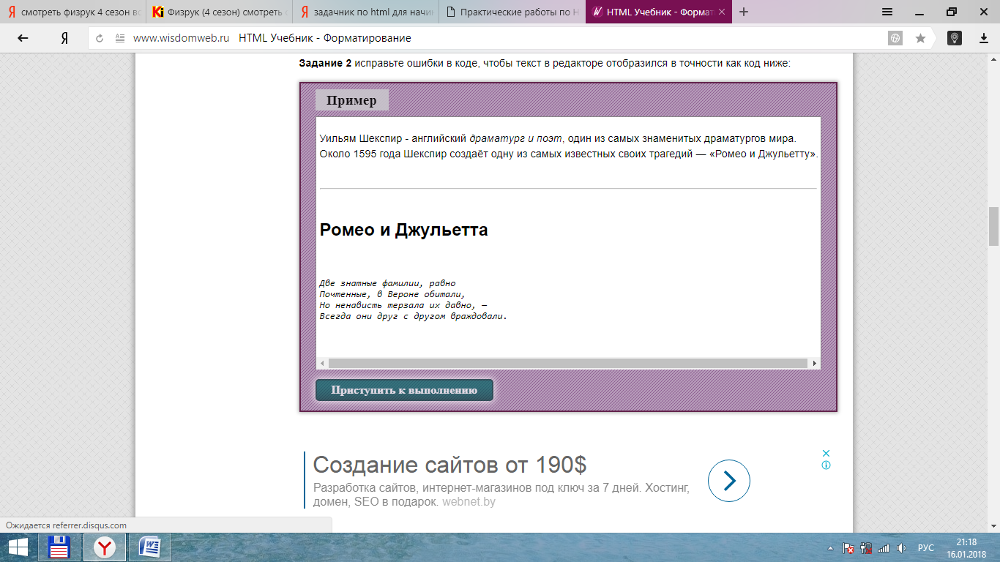 смотреть физрук 4 сезон вс
Физрук (4 сезон) смотреть
задачник по html для начи
Практические работы по H
HTML Учебник - Формат
www.wisdomweb.ru HTML Учебник - Форматирование
Задание 2 исправьте ошибки в коде, чтобы текст в редакторе отобразился в точности как код ниже:
Пример
Уильям Шекспир - английский драматург и поэт, один из самых знаменитых драматургов мира.
Около 1595 года Шекспир создаёт одну из самых известных своих трагедий — «Ромео и Джульетту».
Ромео и Джульетта
Две знатные фамилии, равно
Почтенные, в Вероне обитали,
Но ненависть терзала их давно, —
Всегда они друг с другом враждовали.
Приступить к выполнению
Создание сайтов от 190$
Разработка сайтов, интернет-магазинов под ключ за 7 дней. Хостинг,
домен, SEO в подарок. webnet.by
Ожидается referrer.disqus.com
РУС
21:18
16.01.2018